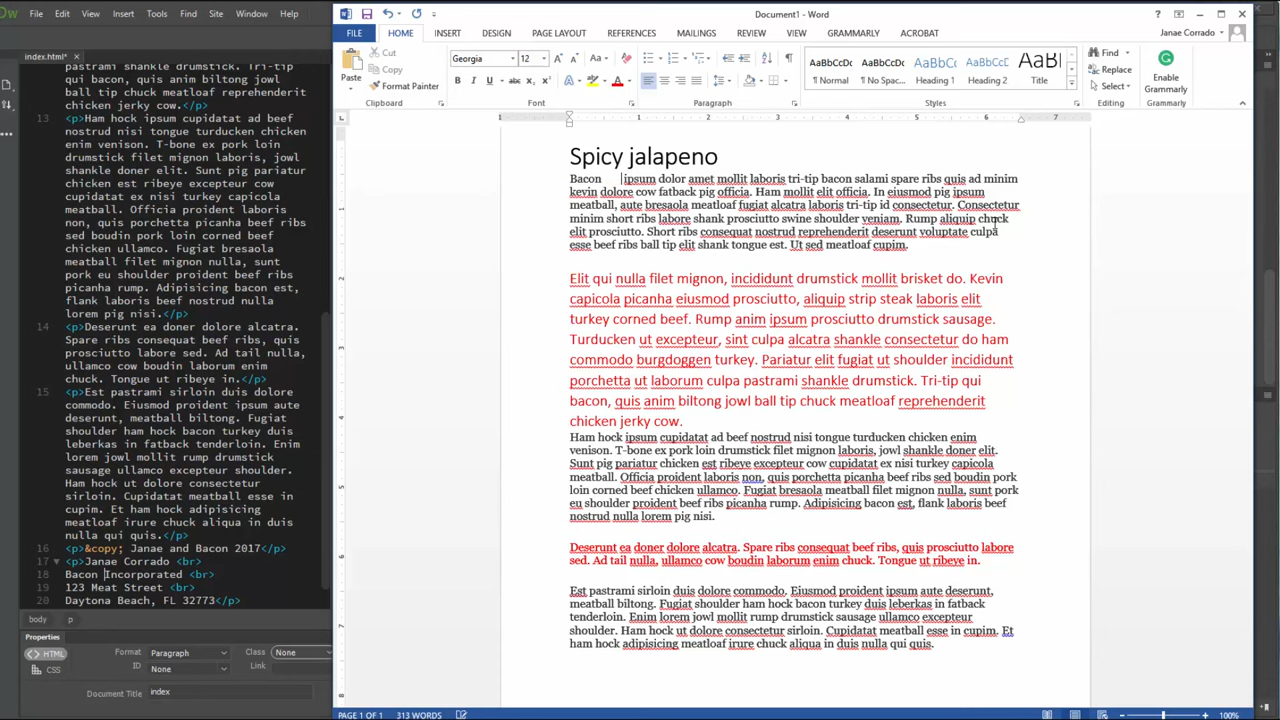 Dw
File
Edit
View
Insert
Tools
Find
Site
Window
Help
index.html*
pastrami shankle drumstick. Tri-tip
qui bacon, quis anim biltong jowl
ball tip chuck meatloaf reprehenderit
chicken jerky cow.</p>
13 <p>Ham hock ipsum cupidatat ad beef
nostrud nisi tongue turducken chicken
enim venison. T-bone ex pork loin
drumstick filet mignon laboris, jowl
shankle doner elit. Sunt pig pariatur
chicken est ribeye excepteur cow
cupidatat ex nisi turkey capicola
meatball. Officia proident laboris
non, quis porchetta picanha beef ribs
sed boudin pork loin corned beef
chicken ullamco. Fugiat bresaola
meatball filet mignon nulla, sunt
pork eu shoulder proident beef ribs
picanha rump. Adipisicing bacon est,
flank laboris beef nostrud nulla
lorem pig nisi.</p>
14 <p>Deserunt ea doner dolore alcatra.
Spare ribs consequat beef ribs, quis
prosciutto labore sed. Ad tail nulla,
ullamco cow boudin laborum enim
chuck. Tongue ut ribeye in.</p>
15 <p>Est pastrami sirloin duis dolore
commodo. Eiusmod proident ipsum aute
deserunt, meatball biltong. Fugiat
shoulder ham hock bacon turkey duis
leberkas in fatback tenderloin. Enim
lorem jowl mollit rump drumstick
sausage ullamco excepteur shoulder.
Ham hock ut dolore consectetur
sirloin. Cupidatat meatball esse in
cupim. Et ham hock adipisicing
meatloaf irure chuck aliqua in duis
nulla qui quis.</p>
16 <p>&copy; Janae and Bacon 2017</p>
17 <p>Janae Corrado <br>
18 Bacon Incorporated <br>
19 123 Meat Street <br>
20 Daytona Beach, FL 32773</p>
body p
Properties
HTML
CSS
Format Paragraph
Class None
ID None
Document Title index
Document1 - Word
FILE HOME INSERT DESIGN PAGE LAYOUT REFERENCES MAILINGS REVIEW VIEW GRAMMARLY ACROBAT
Janae Corrado
Paste
Cut
Copy
Format Painter
Clipboard
Georgia 12
Font
Paragraph
AaBbCcDc AaBbCcDc AaBbCc AaBbCcD AaBl
¶ Normal ¶ No Spac... Heading 1 Heading 2 Title
Styles
Find
Replace
Select
Editing
Enable
Grammarly
Grammarly
1 1 2 3 4 5 6 7
Spicy jalapeno
Bacon ipsum dolor amet mollit laboris tri-tip bacon salami spare ribs quis ad minim
kevin dolore cow fatback pig officia. Ham mollit elit officia. In eiusmod pig ipsum
meatball, aute bresaola meatloaf fugiat alcatra laboris tri-tip id consectetur. Consectetur
minim short ribs labore shank prosciutto swine shoulder veniam. Rump aliquip chuck
elit prosciutto. Short ribs consequat nostrud reprehenderit deserunt voluptate culpa
esse beef ribs ball tip elit shank tongue est. Ut sed meatloaf cupim.
Elit qui nulla filet mignon, incididunt drumstick mollit brisket do. Kevin
capicola picanha eiusmod prosciutto, aliquip strip steak laboris elit
turkey corned beef. Rump anim ipsum prosciutto drumstick sausage.
Turducken ut excepteur, sint culpa alcatra shankle consectetur do ham
commodo burgdoggen turkey. Pariatur elit fugiat ut shoulder incididunt
porchetta ut laborum culpa pastrami shankle drumstick. Tri-tip qui
bacon, quis anim biltong jowl ball tip chuck meatloaf reprehenderit
chicken jerky cow.
Ham hock ipsum cupidatat ad beef nostrud nisi tongue turducken chicken enim
venison. T-bone ex pork loin drumstick filet mignon laboris, jowl shankle doner elit.
Sunt pig pariatur chicken est ribeye excepteur cow cupidatat ex nisi turkey capicola
meatball. Officia proident laboris non, quis porchetta picanha beef ribs sed boudin pork
loin corned beef chicken ullamco. Fugiat bresaola meatball filet mignon nulla, sunt pork
eu shoulder proident beef ribs picanha rump. Adipisicing bacon est, flank laboris beef
nostrud nulla lorem pig nisi.
Deserunt ea doner dolore alcatra. Spare ribs consequat beef ribs, quis prosciutto labore
sed. Ad tail nulla, ullamco cow boudin laborum enim chuck. Tongue ut ribeye in.
Est pastrami sirloin duis dolore commodo. Eiusmod proident ipsum aute deserunt,
meatball biltong. Fugiat shoulder ham hock bacon turkey duis leberkas in fatback
tenderloin. Enim lorem jowl mollit rump drumstick sausage ullamco excepteur
shoulder. Ham hock ut dolore consectetur sirloin. Cupidatat meatball esse in cupim. Et
ham hock adipisicing meatloaf irure chuck aliqua in duis nulla qui quis.
PAGE 1 OF 1 313 WORDS
100%